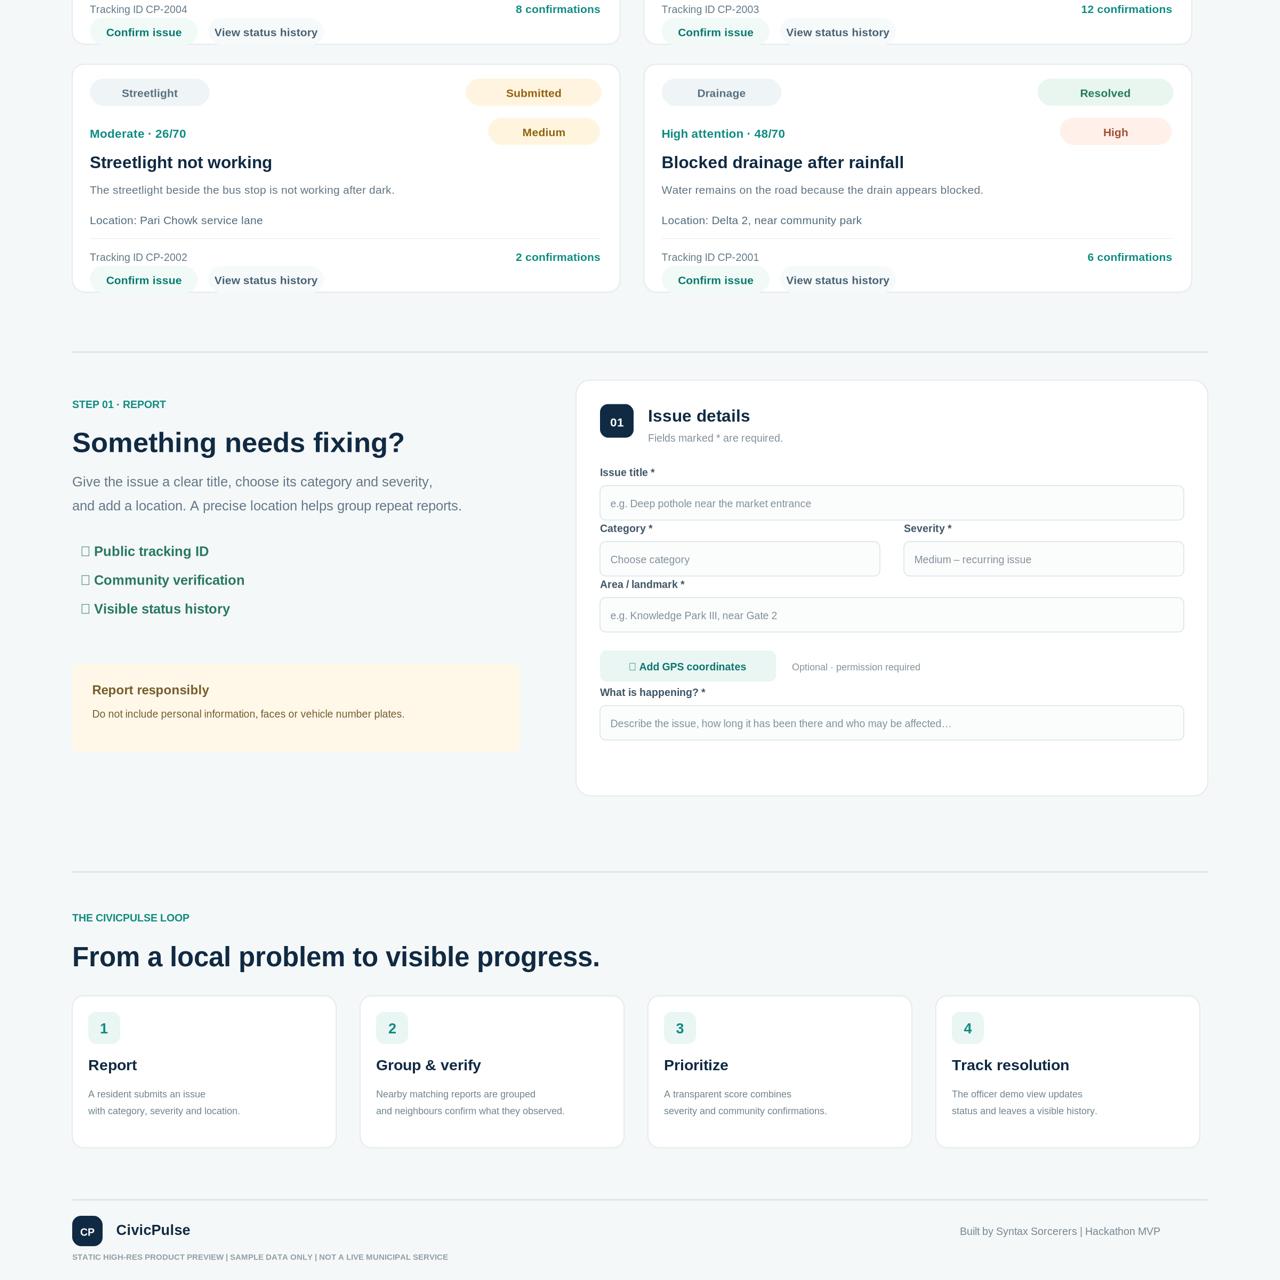 Tracking ID CP-2004
8 confirmations
Confirm issue
View status history
Tracking ID CP-2003
12 confirmations
Confirm issue
View status history
Streetlight
Submitted
Moderate · 26/70
Medium
Streetlight not working
The streetlight beside the bus stop is not working after dark.
Location: Pari Chowk service lane
Tracking ID CP-2002
2 confirmations
Confirm issue
View status history
Drainage
Resolved
High attention · 48/70
High
Blocked drainage after rainfall
Water remains on the road because the drain appears blocked.
Location: Delta 2, near community park
Tracking ID CP-2001
6 confirmations
Confirm issue
View status history
STEP 01 · REPORT
Something needs fixing?
Give the issue a clear title, choose its category and severity,
and add a location. A precise location helps group repeat reports.
Public tracking ID
Community verification
Visible status history
Report responsibly
Do not include personal information, faces or vehicle number plates.
01
Issue details
Fields marked * are required.
Issue title *
e.g. Deep pothole near the market entrance
Category *
Severity *
Choose category
Medium – recurring issue
Area / landmark *
e.g. Knowledge Park III, near Gate 2
Add GPS coordinates
Optional · permission required
What is happening? *
Describe the issue, how long it has been there and who may be affected…
THE CIVICPULSE LOOP
From a local problem to visible progress.
1
Report
A resident submits an issue
with category, severity and location.
2
Group & verify
Nearby matching reports are grouped
and neighbours confirm what they observed.
3
Prioritize
A transparent score combines
severity and community confirmations.
4
Track resolution
The officer demo view updates
status and leaves a visible history.
CP
CivicPulse
Built by Syntax Sorcerers | Hackathon MVP
STATIC HIGH-RES PRODUCT PREVIEW | SAMPLE DATA ONLY | NOT A LIVE MUNICIPAL SERVICE